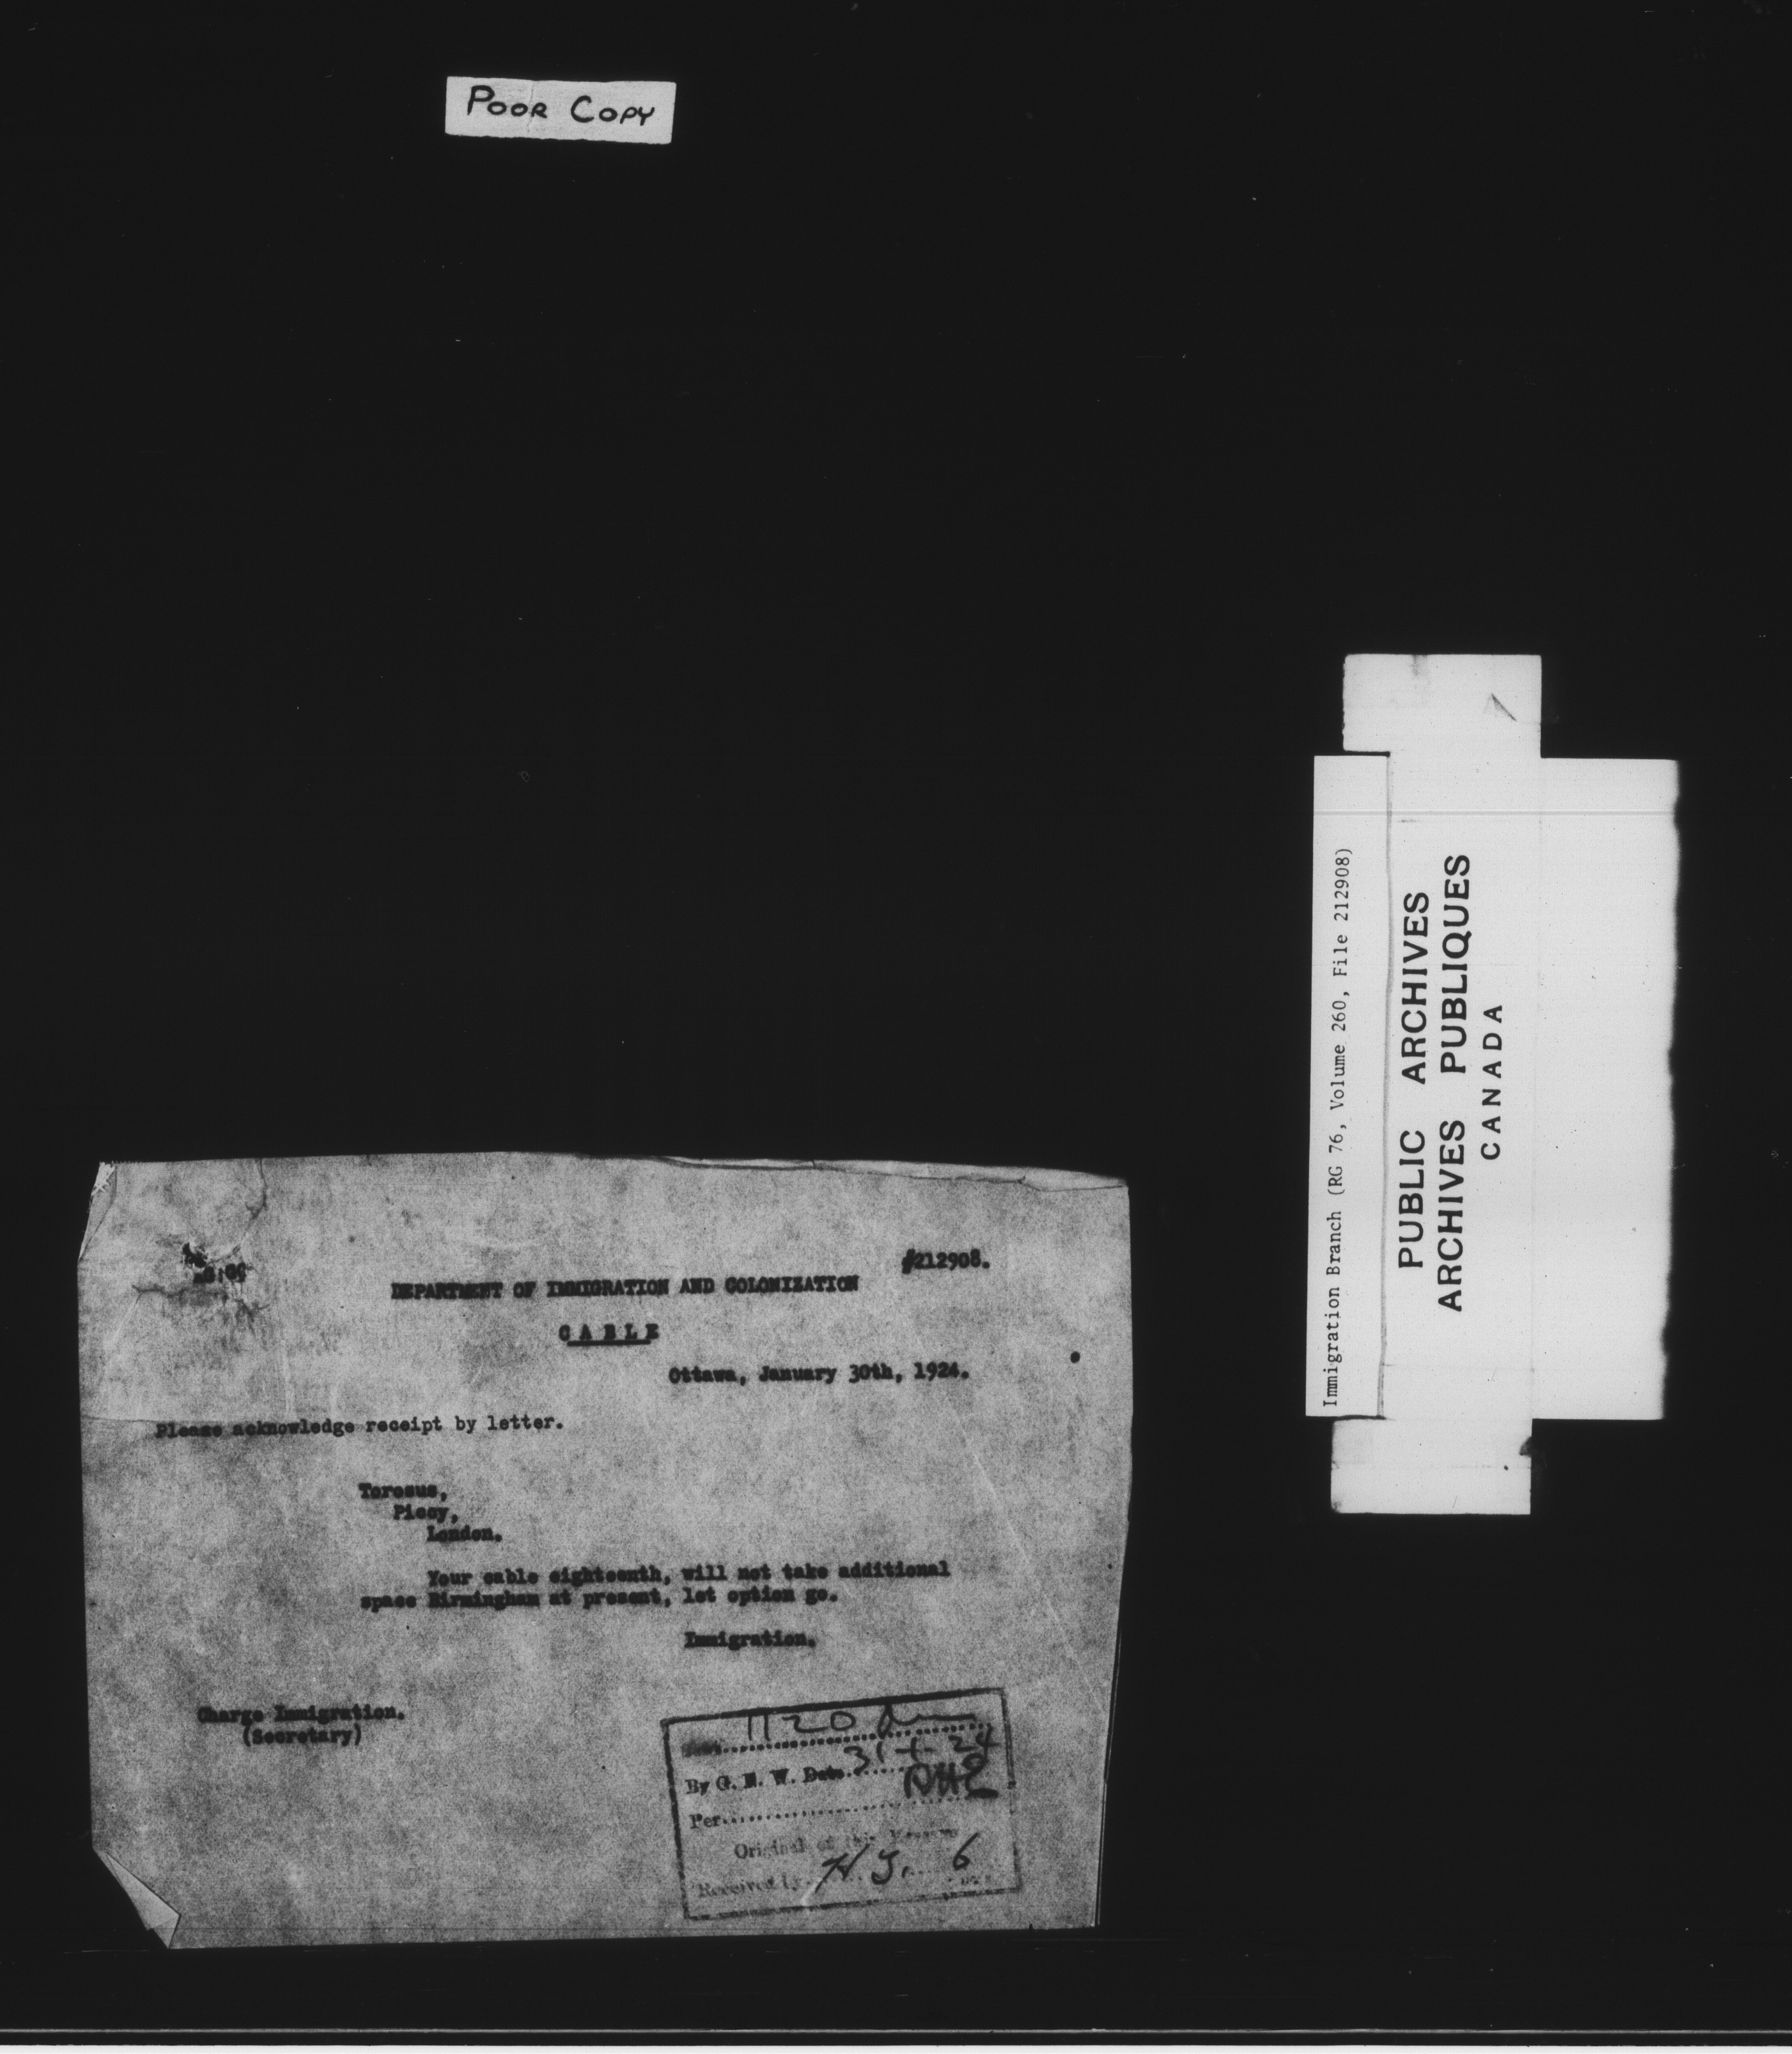 POOR COPY
#212908.
DEPARTMENT OF IMMIGRATION AND COLONIZATION
CABLE
Ottawa, January 30th, 1924.
Please acknowledge receipt by letter.
Toresus,
Piccy,
London.
Your cable eighteenth, will not take additional
space Birmingham at present, let option go.
Immigration.
Charge Immigration.
(Secretary)
1120
By G. N. W. Date 31 24
Per
Original of this Message
Received by H. J. 6
Immigration Branch (RG 76, Volume 260, File 212908)
PUBLIC ARCHIVES
ARCHIVES PUBLIQUES
CANADA